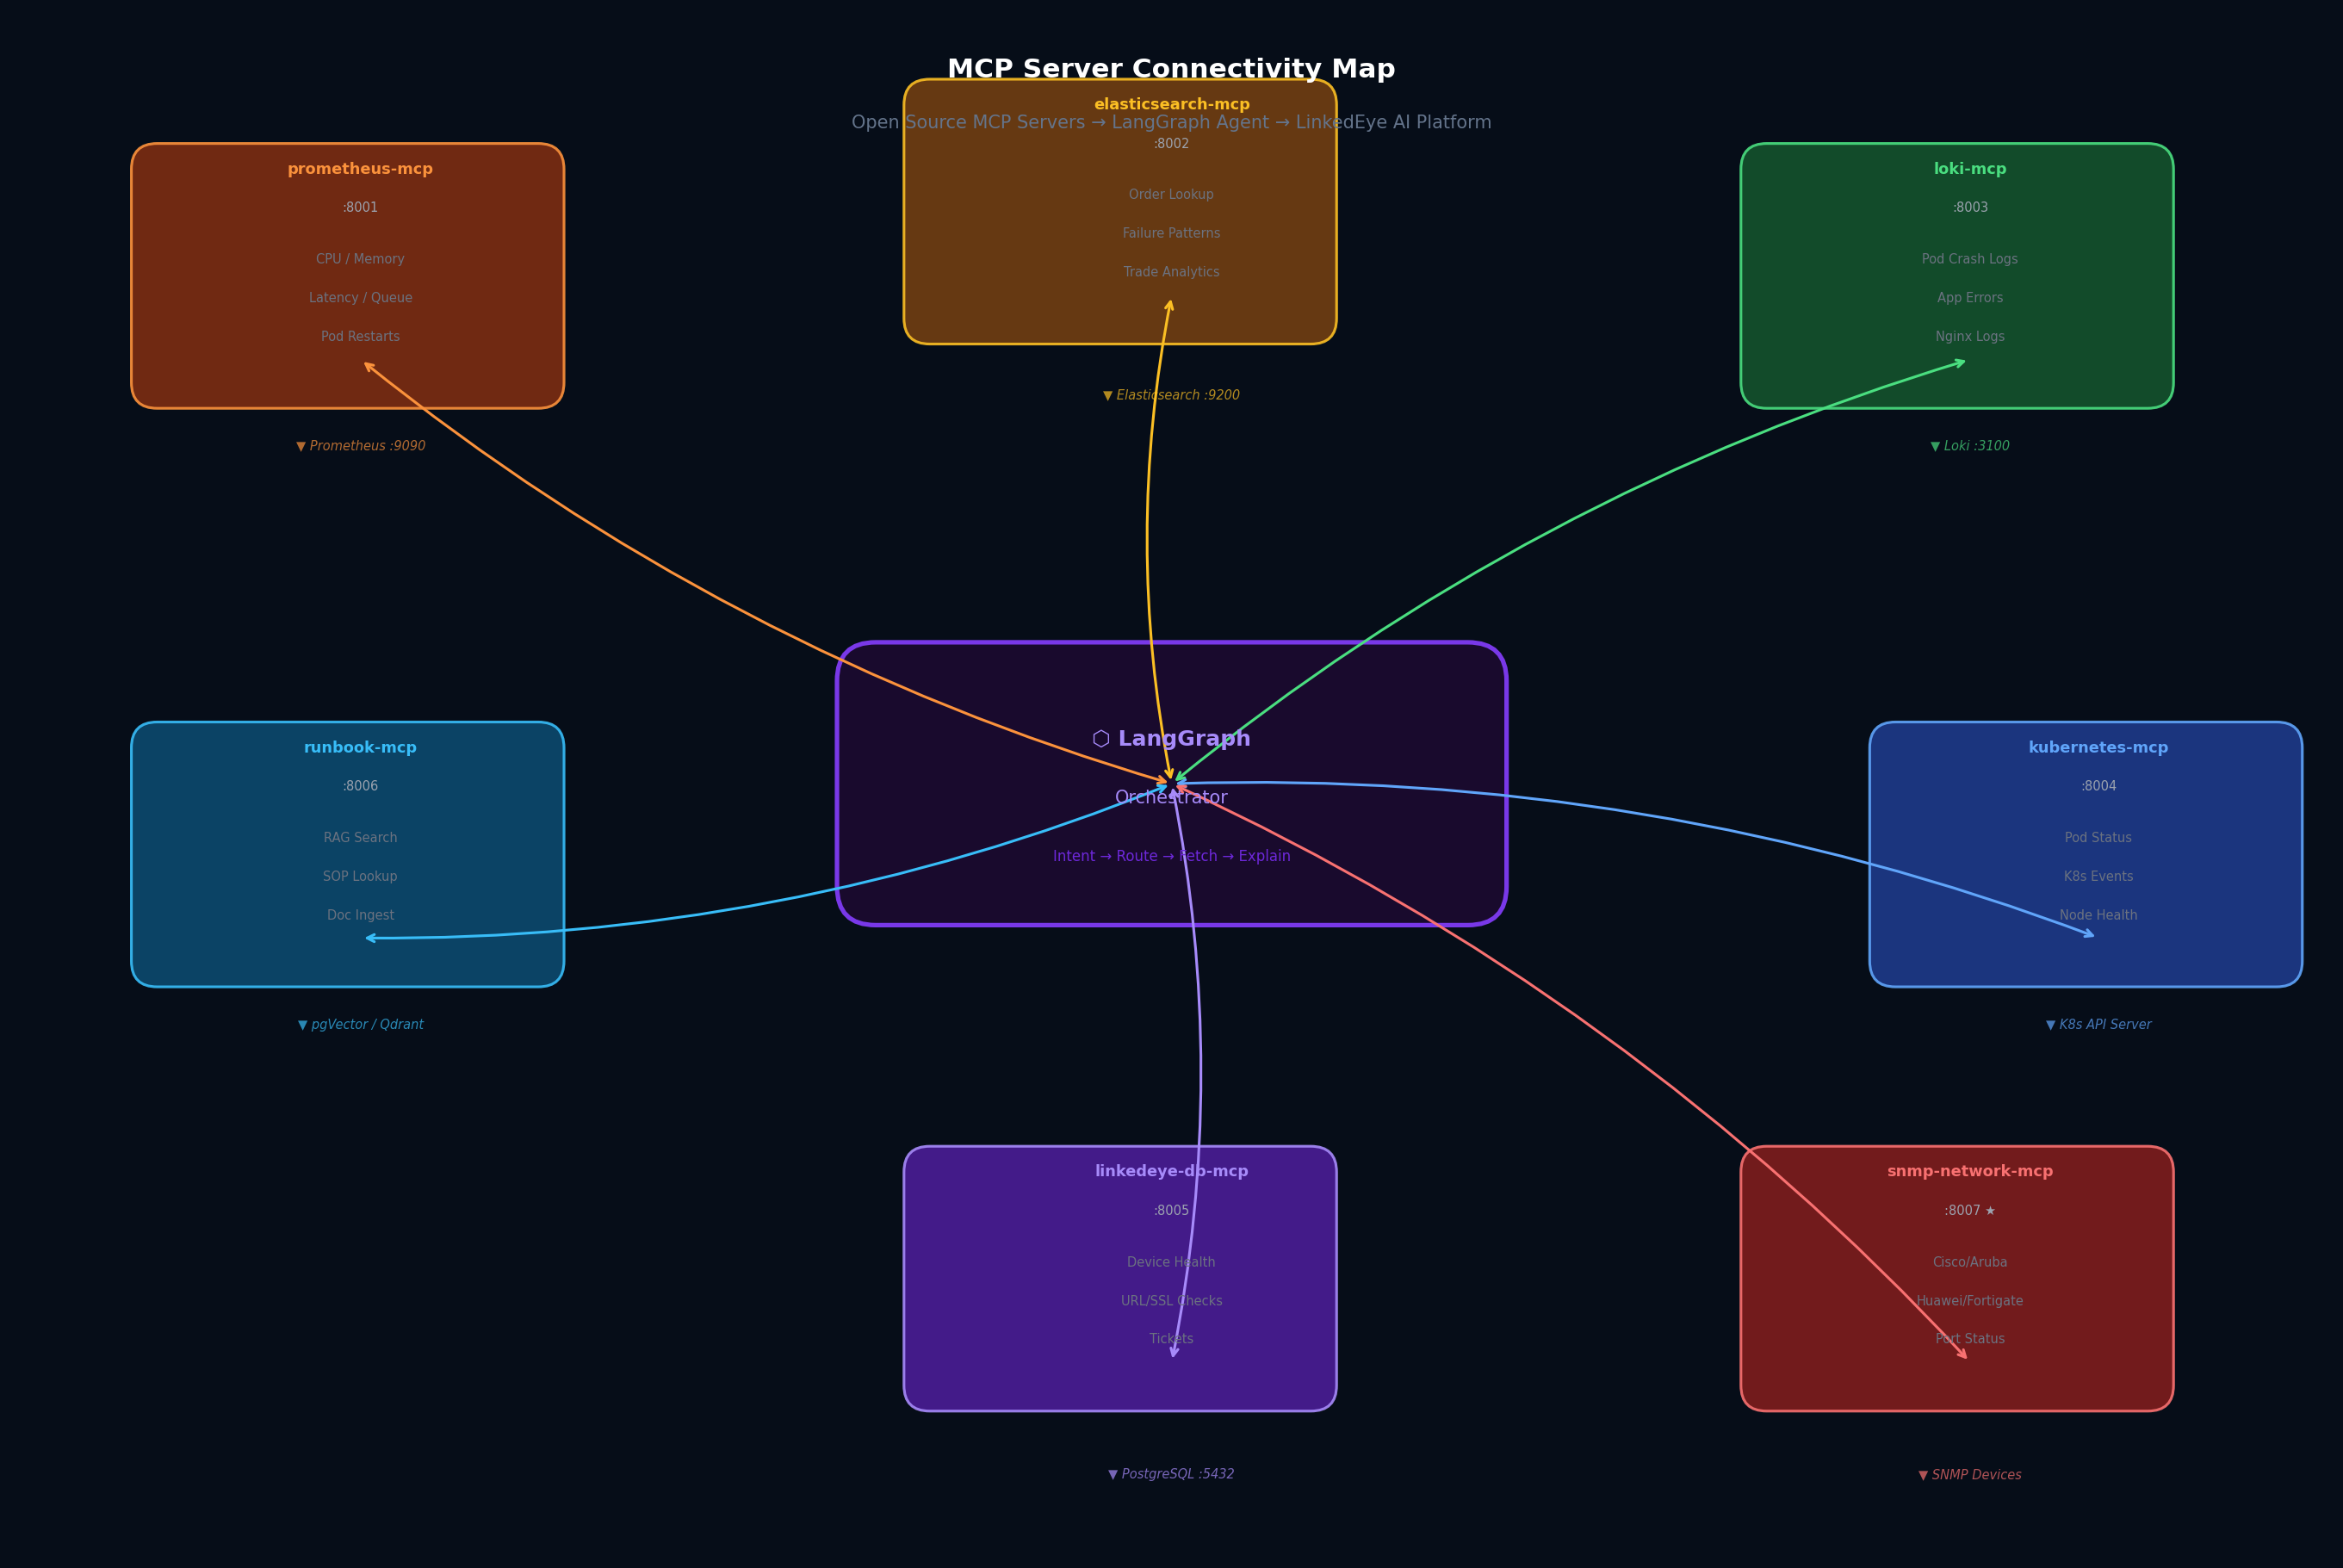 MCP Server Connectivity Map
Open Source MCP Servers → LangGraph Agent → LinkedEye AI Platform
prometheus-mcp
:8001
CPU / Memory
Latency / Queue
Pod Restarts
▼ Prometheus :9090
elasticsearch-mcp
:8002
Order Lookup
Failure Patterns
Trade Analytics
▼ Elasticsearch :9200
loki-mcp
:8003
Pod Crash Logs
App Errors
Nginx Logs
▼ Loki :3100
runbook-mcp
:8006
RAG Search
SOP Lookup
Doc Ingest
▼ pgVector / Qdrant
⬡ LangGraph
Orchestrator
Intent → Route → Fetch → Explain
kubernetes-mcp
:8004
Pod Status
K8s Events
Node Health
▼ K8s API Server
linkedeye-db-mcp
:8005
Device Health
URL/SSL Checks
Tickets
▼ PostgreSQL :5432
snmp-network-mcp
:8007 ★
Cisco/Aruba
Huawei/Fortigate
Port Status
▼ SNMP Devices